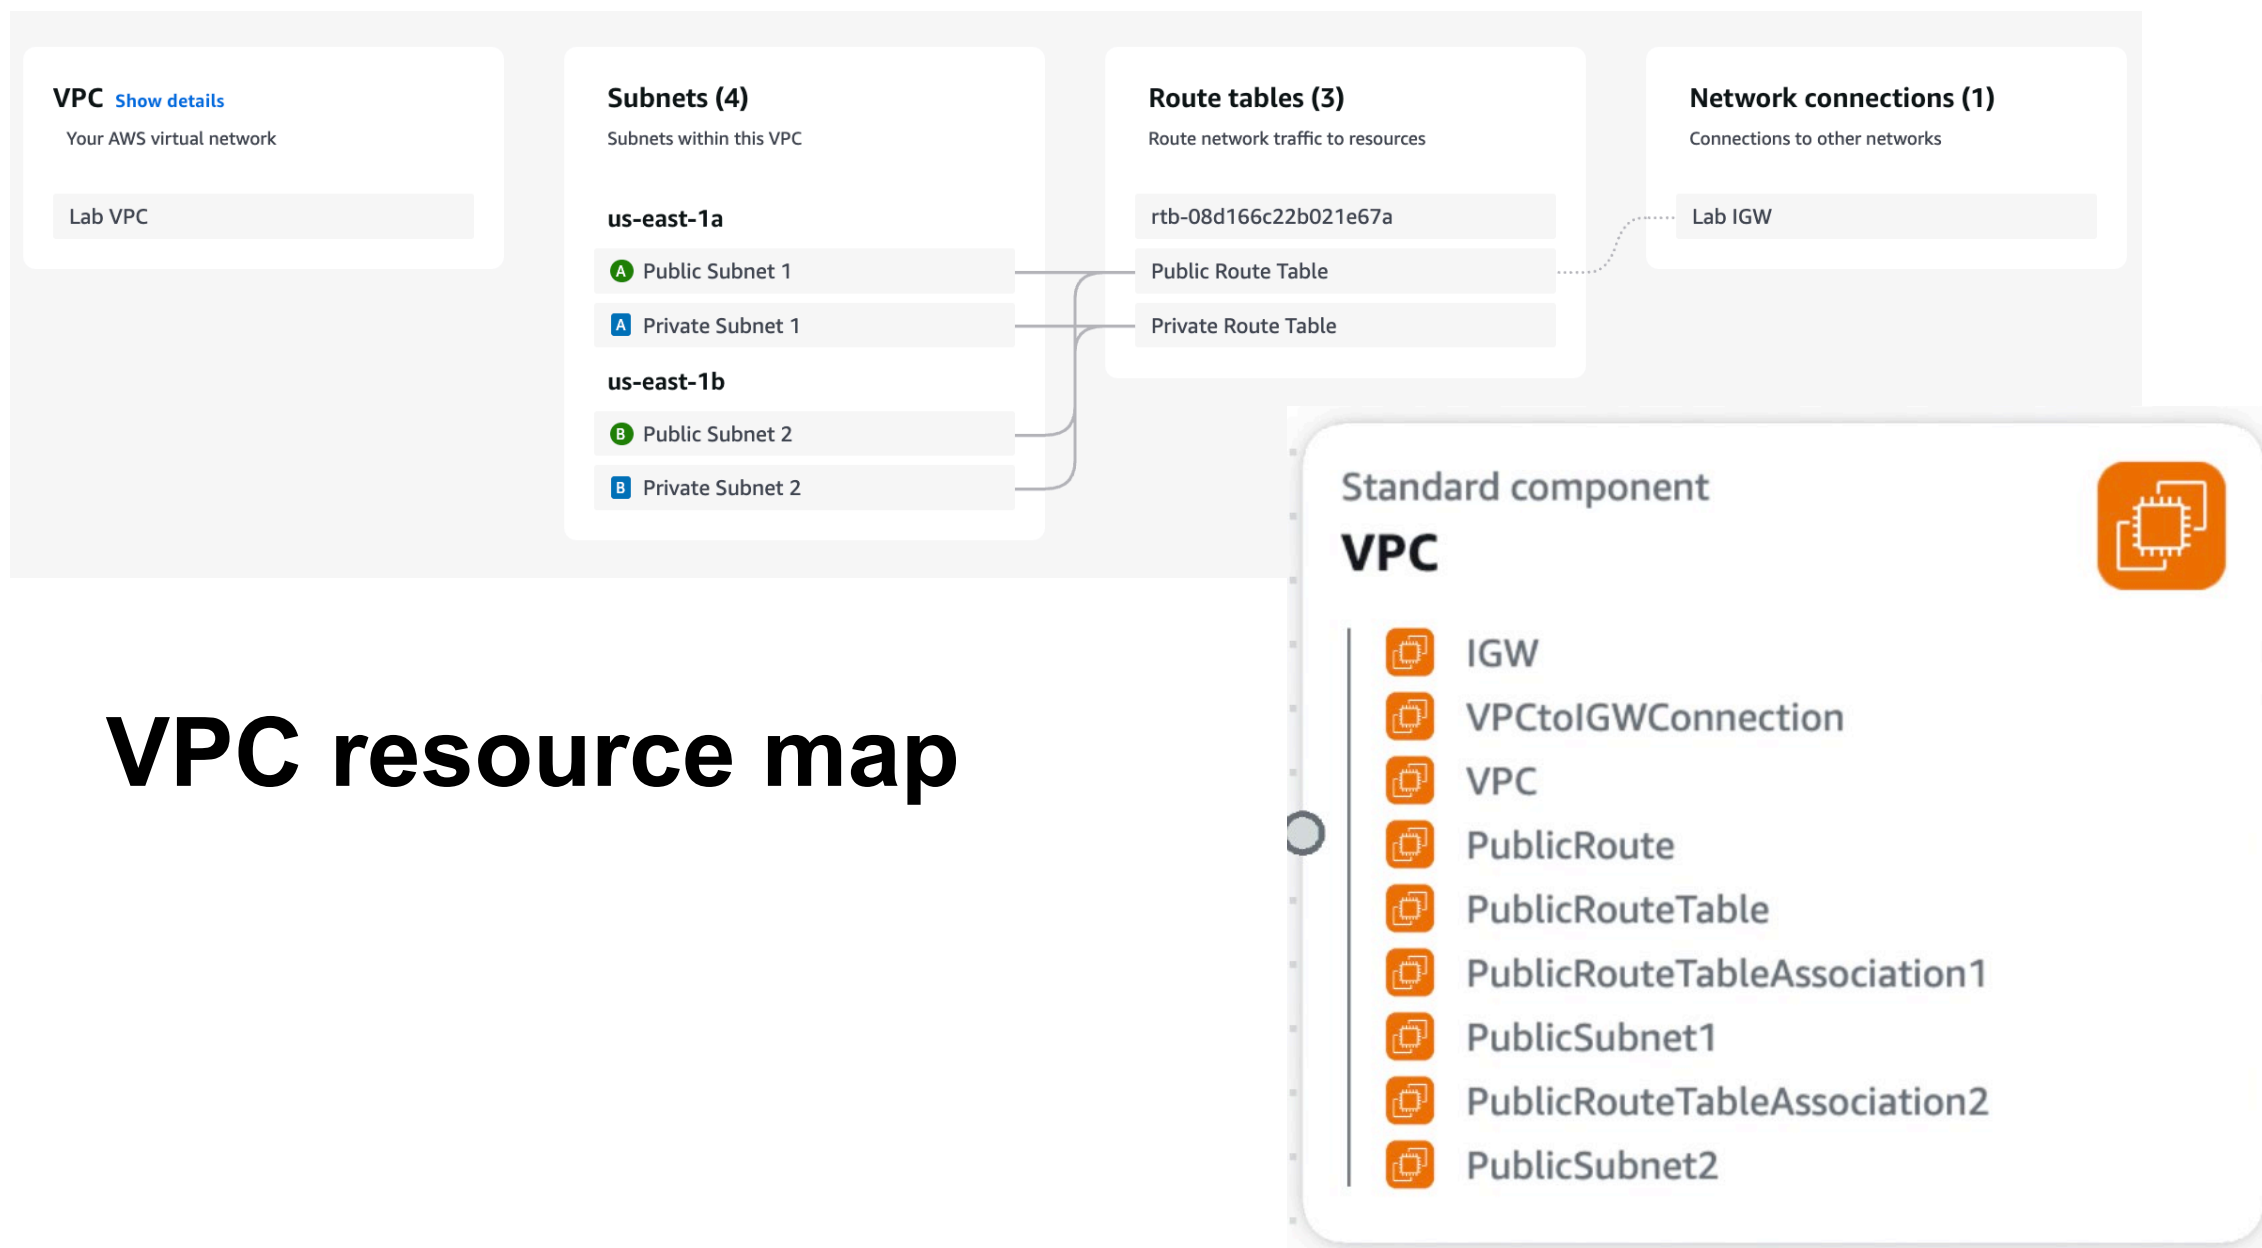 VPC Show details
Your AWS virtual network
Lab VPC
Subnets (4)
Subnets within this VPC
us-east-1a
A Public Subnet 1
A Private Subnet 1
us-east-1b
B Public Subnet 2
B Private Subnet 2
Route tables (3)
Route network traffic to resources
rtb-08d166c22b021e67a
Public Route Table
Private Route Table
Network connections (1)
Connections to other networks
Lab IGW
VPC resource map
Standard component
VPC
IGW
VPCtoIGWConnection
VPC
PublicRoute
PublicRouteTable
PublicRouteTableAssociation1
PublicSubnet1
PublicRouteTableAssociation2
PublicSubnet2